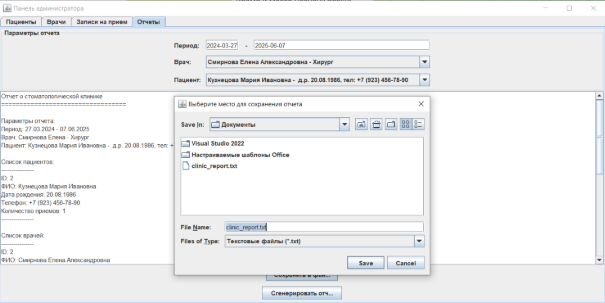 Панель администратора
Пациенты Врачи Записи на прием Отчеты
Параметры отчета
Период: 2024-03-27 - 2025-06-07
Врач: Смирнова Елена Александровна - Хирург
Пациент: Кузнецова Мария Ивановна - д.р. 20.08.1986, тел: +7 (923) 456-78-90
Отчет о стоматологической клинике
==================================
Параметры отчета:
Период: 27.03.2024 - 07.06.2025
Врач: Смирнова Елена - Хирург
Пациент: Кузнецова Мария Ивановна - д.р. 20.08.1986, тел: +
Список пациентов:
---------------
ID: 2
ФИО: Кузнецова Мария Ивановна
Дата рождения: 20.08.1986
Телефон: +7 (923) 456-78-90
Количество приемов: 1
---------------
Список врачей:
---------------
ID: 2
ФИО: Смирнова Елена Александровна
Выберите место для сохранения отчета
Save In: Документы
Visual Studio 2022
Настраиваемые шаблоны Office
clinic_report.txt
File Name: clinic_report.txt
Files of Type: Текстовые файлы (*.txt)
Save Cancel
Сгенерировать отч...